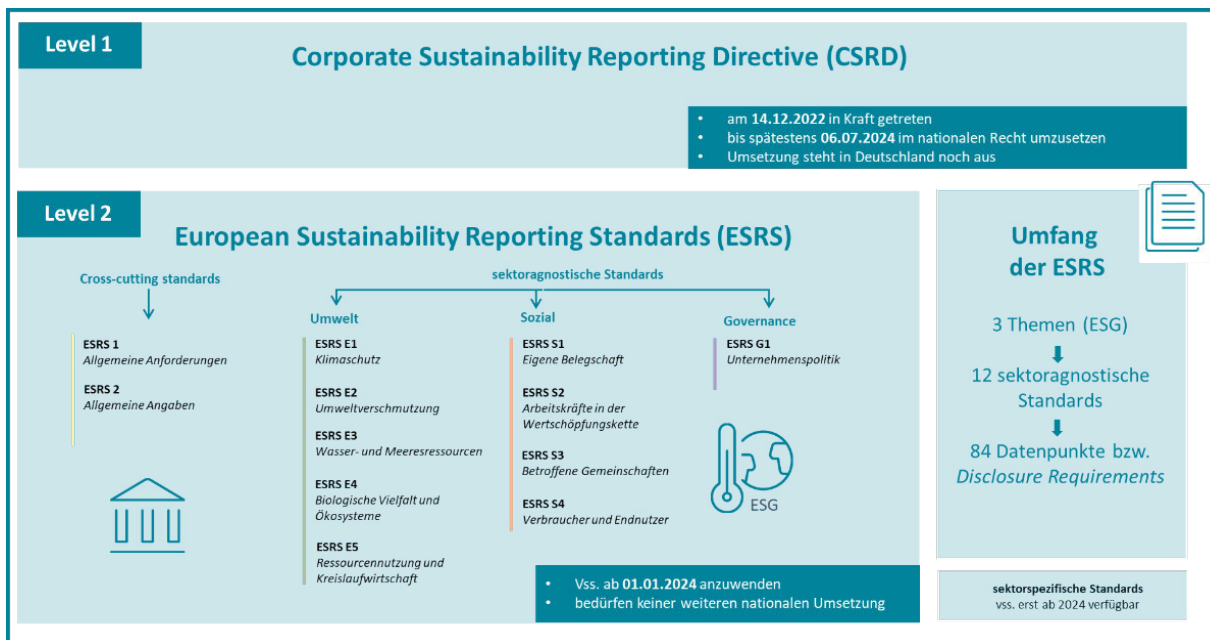 Level 1
Corporate Sustainability Reporting Directive (CSRD)
• am 14.12.2022 in Kraft getreten
• bis spätestens 06.07.2024 im nationalen Recht umzusetzen
• Umsetzung steht in Deutschland noch aus
Level 2
European Sustainability Reporting Standards (ESRS)
Cross-cutting standards
ESRS 1
Allgemeine Anforderungen
ESRS 2
Allgemeine Angaben
sektoragnostische Standards
Umwelt
ESRS E1
Klimaschutz
ESRS E2
Umweltverschmutzung
ESRS E3
Wasser- und Meeresressourcen
ESRS E4
Biologische Vielfalt und
Ökosysteme
ESRS E5
Ressourcennutzung und
Kreislaufwirtschaft
Sozial
ESRS S1
Eigene Belegschaft
ESRS S2
Arbeitskräfte in der
Wertschöpfungskette
ESRS S3
Betroffene Gemeinschaften
ESRS S4
Verbraucher und Endnutzer
Governance
ESRS G1
Unternehmenspolitik
ESG
• Vss. ab 01.01.2024 anzuwenden
• bedürfen keiner weiteren nationalen Umsetzung
Umfang
der ESRS
3 Themen (ESG)
12 sektoragnostische
Standards
84 Datenpunkte bzw.
Disclosure Requirements
sektorspezifische Standards
vss. erst ab 2024 verfügbar